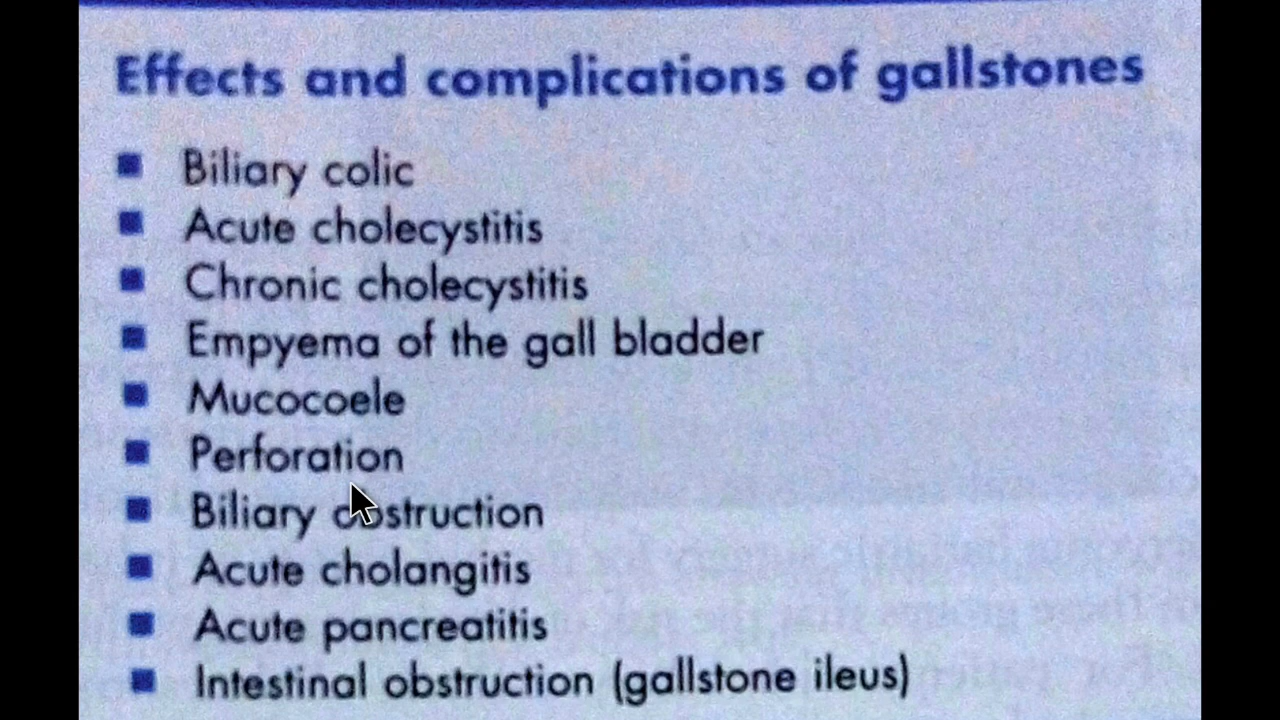 Effects and complications of gallstones
■ Biliary colic
■ Acute cholecystitis
■ Chronic cholecystitis
■ Empyema of the gall bladder
■ Mucocoele
■ Perforation
■ Biliary obstruction
■ Acute cholangitis
■ Acute pancreatitis
■ Intestinal obstruction (gallstone ileus)